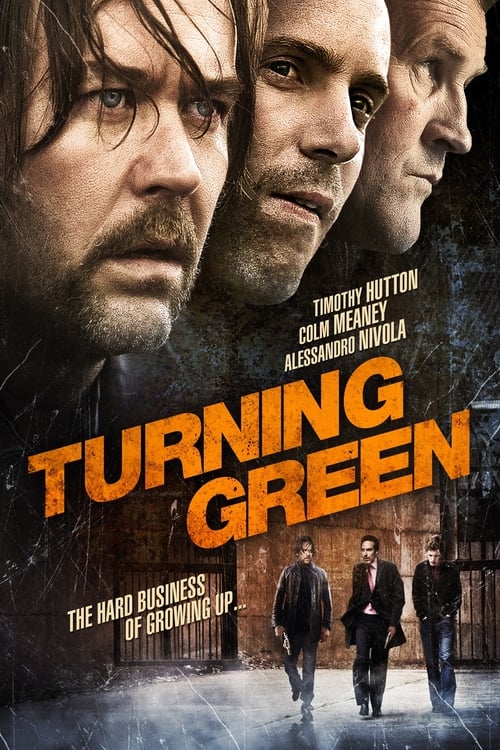 TIMOTHY HUTTON
COLM MEANEY
ALESSANDRO NIVOLA
TURNING
GREEN
THE HARD BUSINESS
OF GROWING UP...